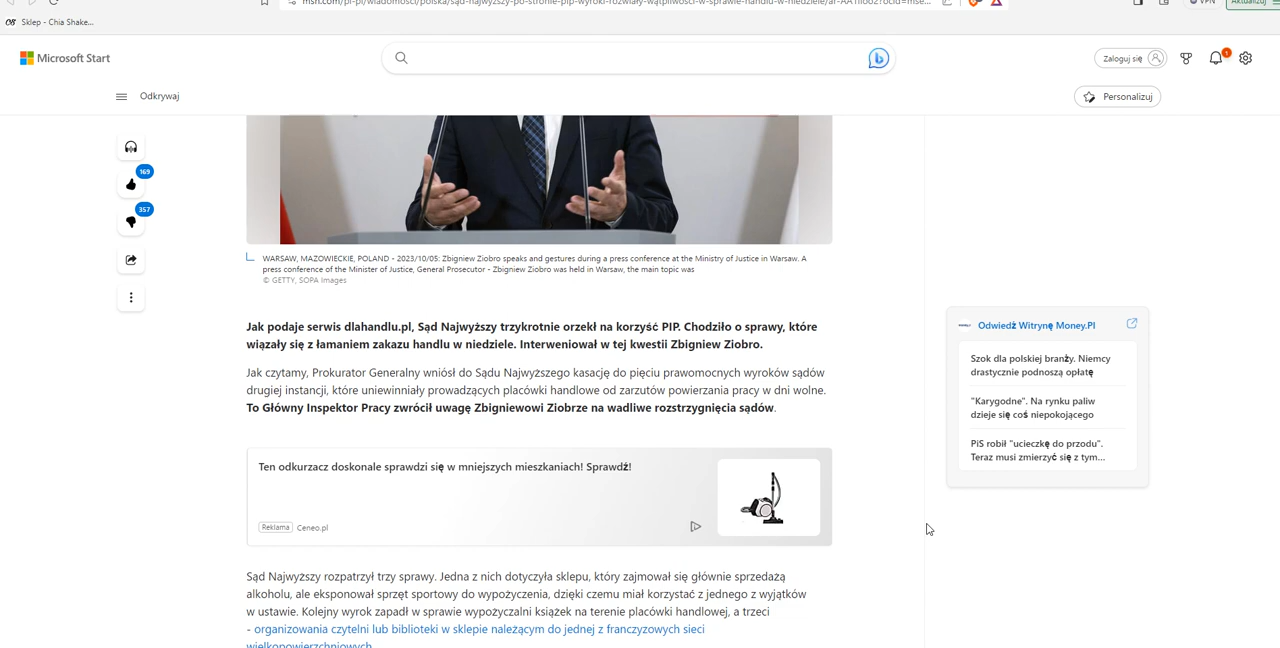 msn.com/pl-pl/wiadomosci/polska/sąd-najwyższy-po-stronie-pip-wyroki-rozwiały-wątpliwości-w-sprawie-handlu-w-niedziele/
VPN
Aktualizuj
Sklep - Chia Shake...
Microsoft Start
Zaloguj się
1
Odkrywaj
Personalizuj
169
357
WARSAW, MAZOWIECKIE, POLAND - 2023/10/05: Zbigniew Ziobro speaks and gestures during a press conference at the Ministry of Justice in Warsaw. A
press conference of the Minister of Justice, General Prosecutor - Zbigniew Ziobro was held in Warsaw, the main topic was
© GETTY, SOPA Images
Jak podaje serwis dlahandlu.pl, Sąd Najwyższy trzykrotnie orzekł na korzyść PIP. Chodziło o sprawy, które
wiązały się z łamaniem zakazu handlu w niedziele. Interweniował w tej kwestii Zbigniew Ziobro.
Jak czytamy, Prokurator Generalny wniósł do Sądu Najwyższego kasację do pięciu prawomocnych wyroków sądów
drugiej instancji, które uniewinniały prowadzących placówki handlowe od zarzutów powierzania pracy w dni wolne.
To Główny Inspektor Pracy zwrócił uwagę Zbigniewowi Ziobrze na wadliwe rozstrzygnięcia sądów.
Ten odkurzacz doskonale sprawdzi się w mniejszych mieszkaniach! Sprawdź!
Reklama Ceneo.pl
Sąd Najwyższy rozpatrzył trzy sprawy. Jedna z nich dotyczyła sklepu, który zajmował się głównie sprzedażą
alkoholu, ale eksponował sprzęt sportowy do wypożyczenia, dzięki czemu miał korzystać z jednego z wyjątków
w ustawie. Kolejny wyrok zapadł w sprawie wypożyczalni książek na terenie placówki handlowej, a trzeci
- organizowania czytelni lub biblioteki w sklepie należącym do jednej z franczyzowych sieci
wielkopowierzchniowych
Odwiedź Witrynę Money.Pl
Szok dla polskiej branży. Niemcy
drastycznie podnoszą opłatę
"Karygodne". Na rynku paliw
dzieje się coś niepokojącego
PiS robił "ucieczkę do przodu".
Teraz musi zmierzyć się z tym...